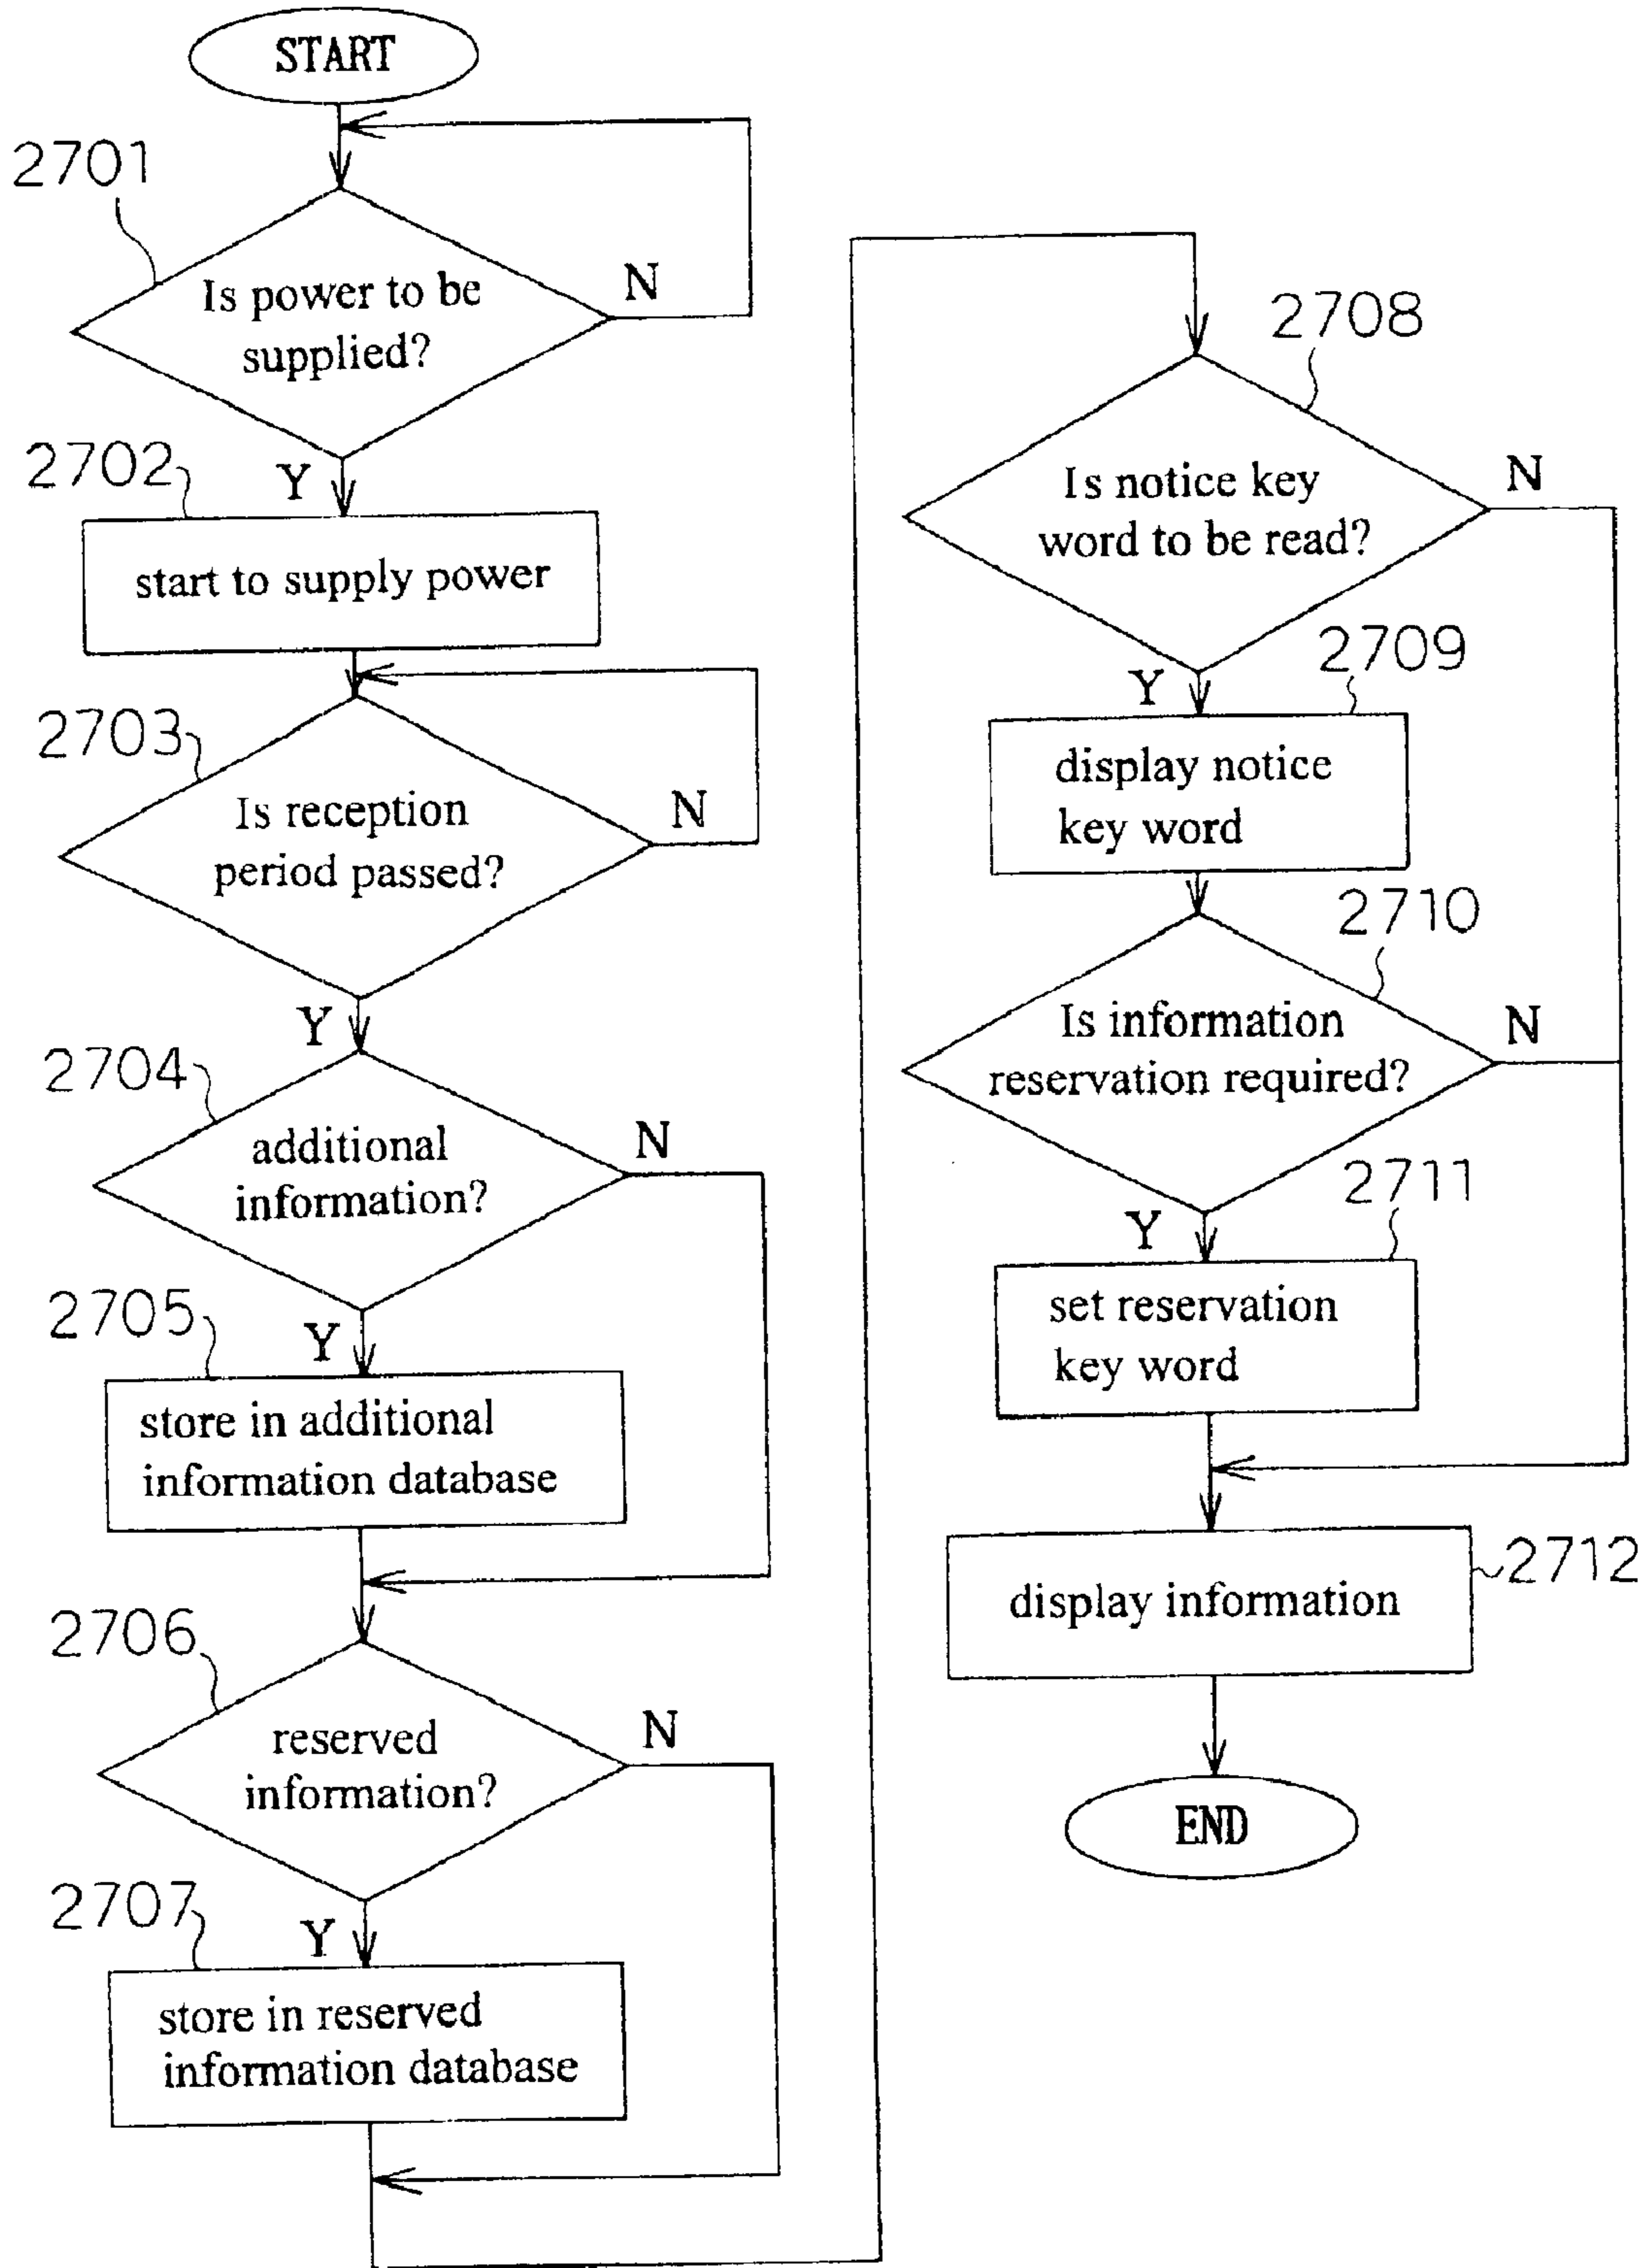 START
2701
Is power to be
supplied?
N
Y
2702
start to supply power
2703
Is reception
period passed?
N
Y
2704
additional
information?
N
Y
2705
store in additional
information database
2706
reserved
information?
N
Y
2707
store in reserved
information database
2708
Is notice key
word to be read?
N
Y
2709
display notice
key word
2710
Is information
reservation required?
N
Y
2711
set reservation
key word
2712
display information
END